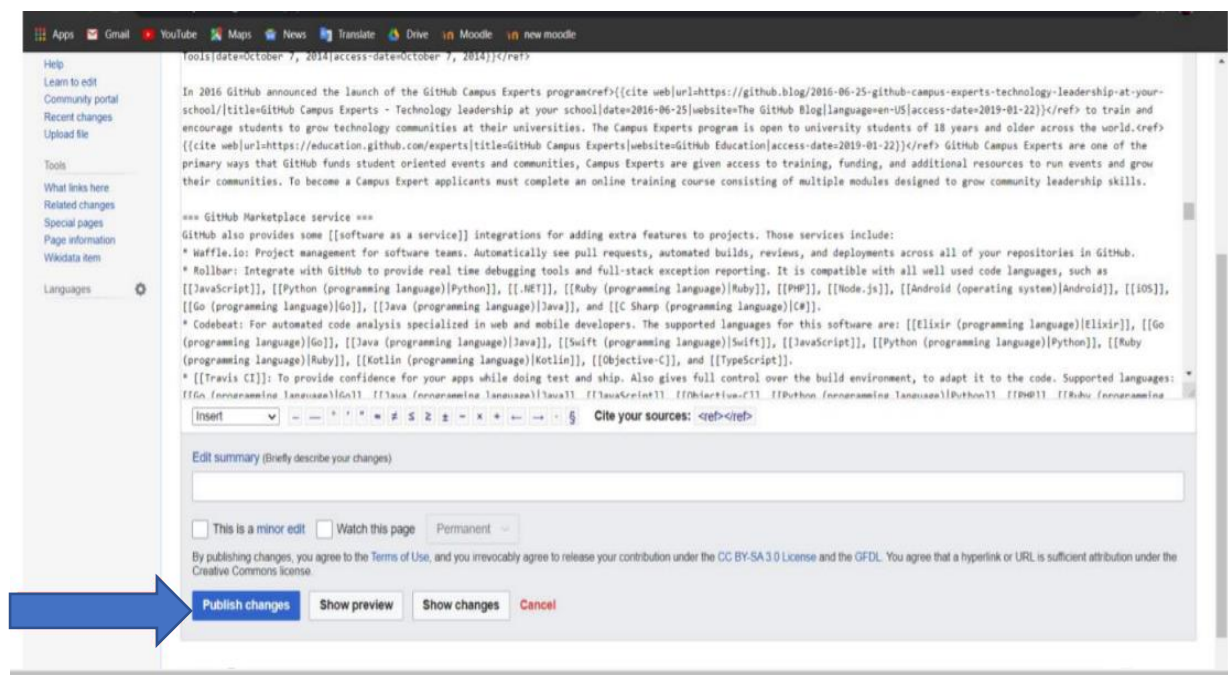 Apps Gmail YouTube Maps News Translate Drive Moodle new moodle
Help
Learn to edit
Community portal
Recent changes
Upload file
Tools
What links here
Related changes
Special pages
Page information
Wikidata item
Languages
Tools|date=October 7, 2014|access-date=October 7, 2014}}</ref>
In 2016 GitHub announced the launch of the GitHub Campus Experts program<ref>{{cite web|url=https://github.blog/2016-06-25-github-campus-experts-technology-leadership-at-your-
school/|title=GitHub Campus Experts - Technology leadership at your school|date=2016-06-25|website=The GitHub Blog|language=en-US|access-date=2019-01-22}}</ref> to train and
encourage students to grow technology communities at their universities. The Campus Experts program is open to university students of 18 years and older across the world.<ref>
{{cite web|url=https://education.github.com/experts|title=GitHub Campus Experts|website=GitHub Education|access-date=2019-01-22}}</ref> GitHub Campus Experts are one of the
primary ways that GitHub funds student oriented events and communities, Campus Experts are given access to training, funding, and additional resources to run events and grow
their communities. To become a Campus Expert applicants must complete an online training course consisting of multiple modules designed to grow community leadership skills.
=== GitHub Marketplace service ===
GitHub also provides some [[software as a service]] integrations for adding extra features to projects. Those services include:
* Waffle.io: Project management for software teams. Automatically see pull requests, automated builds, reviews, and deployments across all of your repositories in GitHub.
* Rollbar: Integrate with GitHub to provide real time debugging tools and full-stack exception reporting. It is compatible with all well used code languages, such as
[[JavaScript]], [[Python (programming language)|Python]], [[.NET]], [[Ruby (programming language)|Ruby]], [[PHP]], [[Node.js]], [[Android (operating system)|Android]], [[iOS]],
[[Go (programming language)|Go]], [[Java (programming language)|Java]], and [[C Sharp (programming language)|C#]].
* Codebeat: For automated code analysis specialized in web and mobile developers. The supported languages for this software are: [[Elixir (programming language)|Elixir]], [[Go
(programming language)|Go]], [[Java (programming language)|Java]], [[Swift (programming language)|Swift]], [[JavaScript]], [[Python (programming language)|Python]], [[Ruby
(programming language)|Ruby]], [[Kotlin (programming language)|Kotlin]], [[Objective-C]], and [[TypeScript]].
* [[Travis CI]]: To provide confidence for your apps while doing test and ship. Also gives full control over the build environment, to adapt it to the code. Supported languages:
[[Go (programming language)|Go]], [[Java (programming language)|Java]], [[JavaScript]], [[Objective-C]], [[Python (programming language)|Python]], [[PHP]], [[Ruby (programming
Insert – — ° ′ ″ ≈ ≠ ≤ ≥ ± − × ÷ ← → · § Cite your sources: <ref></ref>
Edit summary (Briefly describe your changes)
This is a minor edit Watch this page Permanent
By publishing changes, you agree to the Terms of Use, and you irrevocably agree to release your contribution under the CC BY-SA 3.0 License and the GFDL. You agree that a hyperlink or URL is sufficient attribution under the
Creative Commons license.
Publish changes Show preview Show changes Cancel